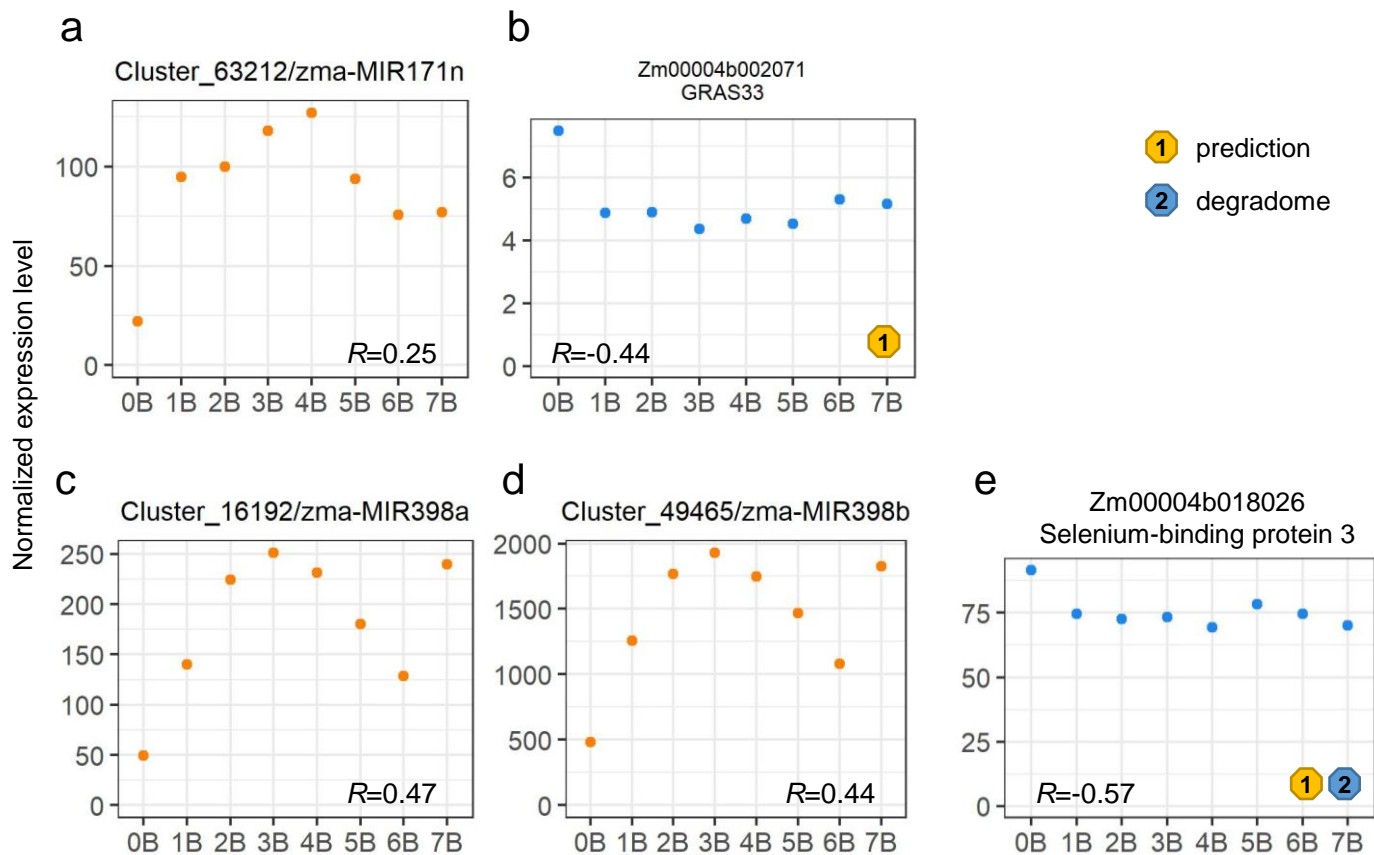 a
Cluster_63212/zma-MIR171n
100
50
0
R=0.25
0B 1B 2B 3B 4B 5B 6B 7B
b
Zm00004b002071
GRAS33
6
4
2
0
R=-0.44
1
0B 1B 2B 3B 4B 5B 6B 7B
1 prediction
2 degradome
Normalized expression level
c
Cluster_16192/zma-MIR398a
250
200
150
100
50
0
R=0.47
0B 1B 2B 3B 4B 5B 6B 7B
d
Cluster_49465/zma-MIR398b
2000
1500
1000
500
0
R=0.44
0B 1B 2B 3B 4B 5B 6B 7B
e
Zm00004b018026
Selenium-binding protein 3
75
50
25
0
R=-0.57
1 2
0B 1B 2B 3B 4B 5B 6B 7B